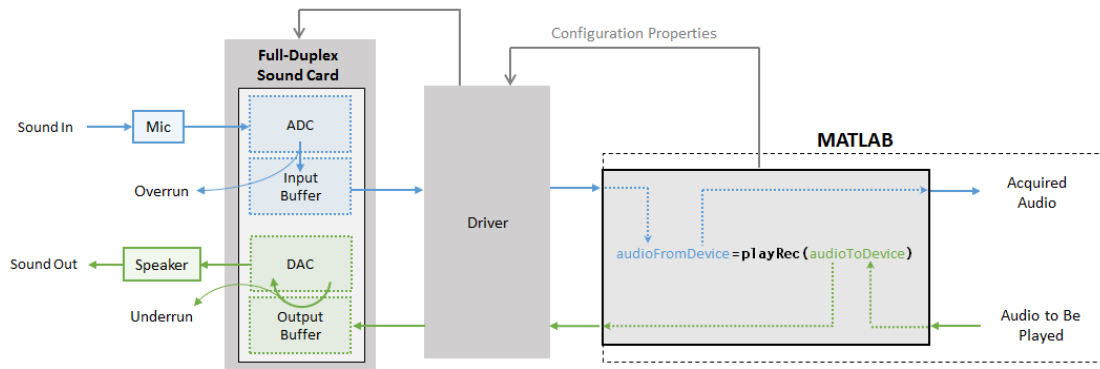 Configuration Properties
Full-Duplex
Sound Card
Sound In
Mic
ADC
Overrun
Input
Buffer
Driver
MATLAB
Acquired
Audio
audioFromDevice=playRec(audioToDevice)
Sound Out
Speaker
DAC
Underrun
Output
Buffer
Audio to Be
Played